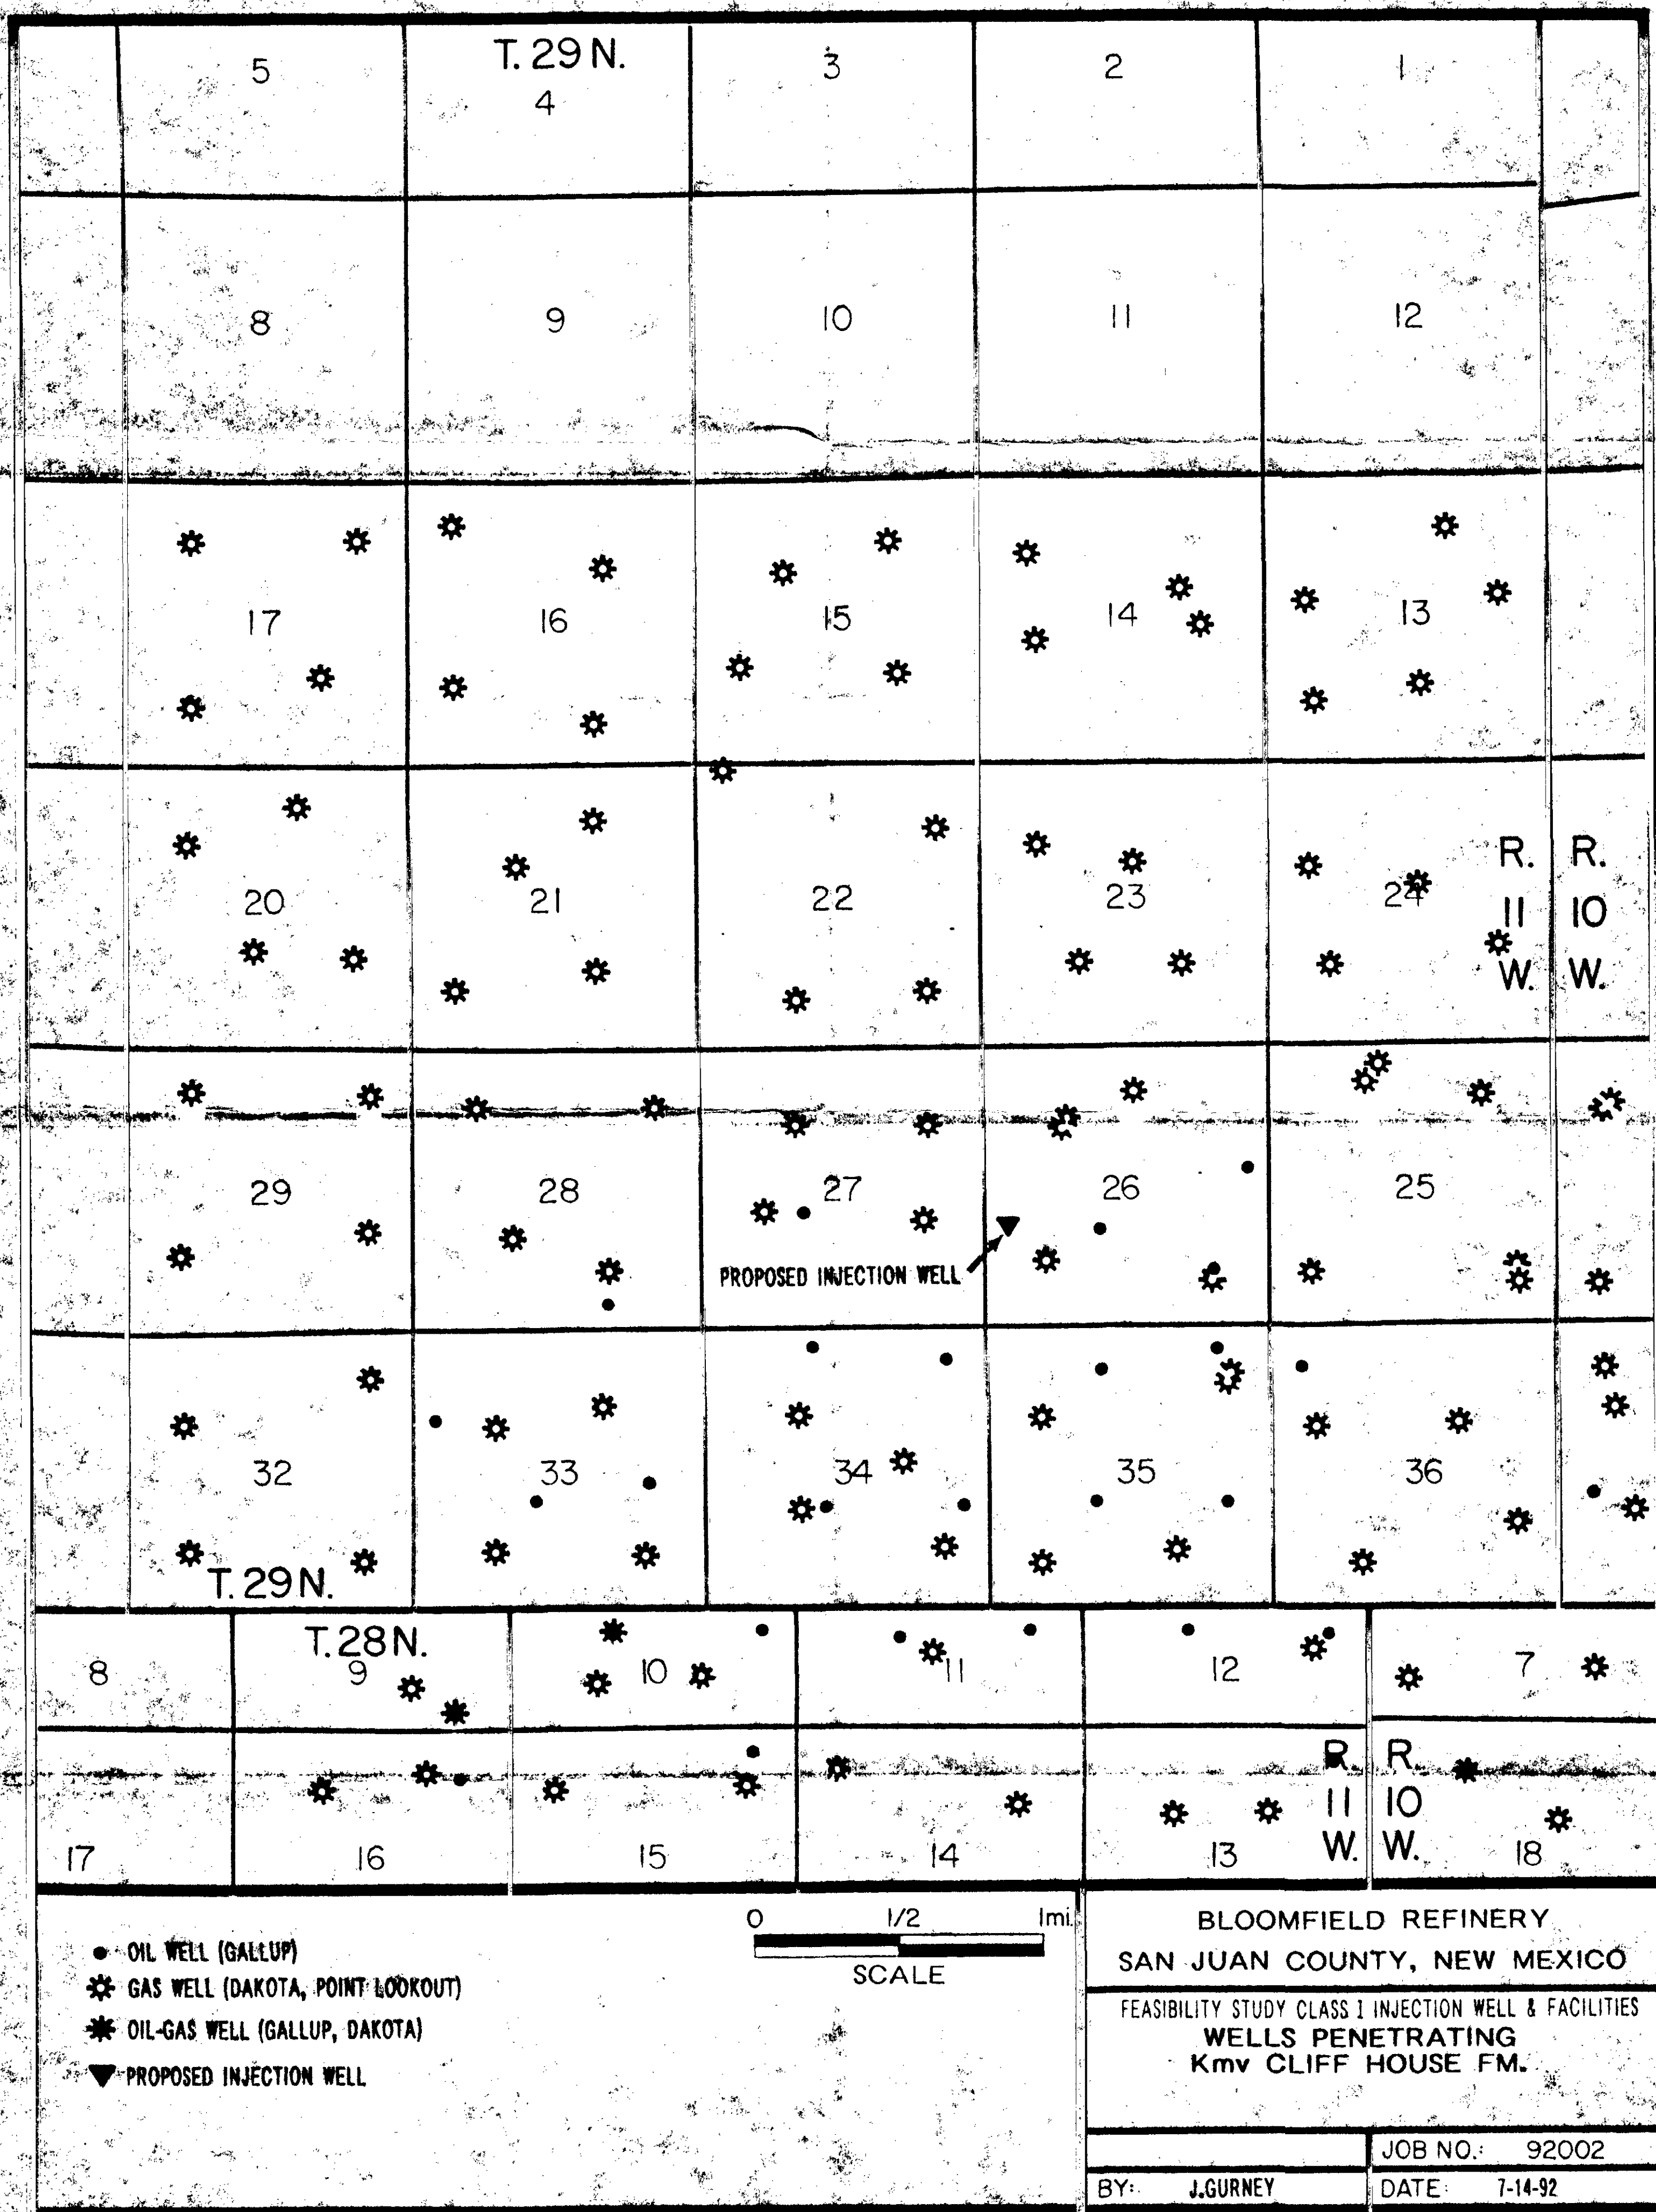 T. 29 N.
5
4
3
2
1
8
9
10
11
12
17
16
15
14
13
20
21
22
23
24
R. R.
11 10
W. W.
29
28
27
26
25
PROPOSED INJECTION WELL
32
33
34
35
36
T. 29 N.
T. 28 N.
8
9
10
11
12
7
R. R.
11 10
W. W.
17
16
15
14
13
18
0 1/2 1mi.
SCALE
OIL WELL (GALLUP)
GAS WELL (DAKOTA, POINT LOOKOUT)
OIL-GAS WELL (GALLUP, DAKOTA)
PROPOSED INJECTION WELL
BLOOMFIELD REFINERY
SAN JUAN COUNTY, NEW MEXICO
FEASIBILITY STUDY CLASS I INJECTION WELL & FACILITIES
WELLS PENETRATING
Kmv CLIFF HOUSE FM.
JOB NO.: 92002
BY: J.GURNEY
DATE: 7-14-92